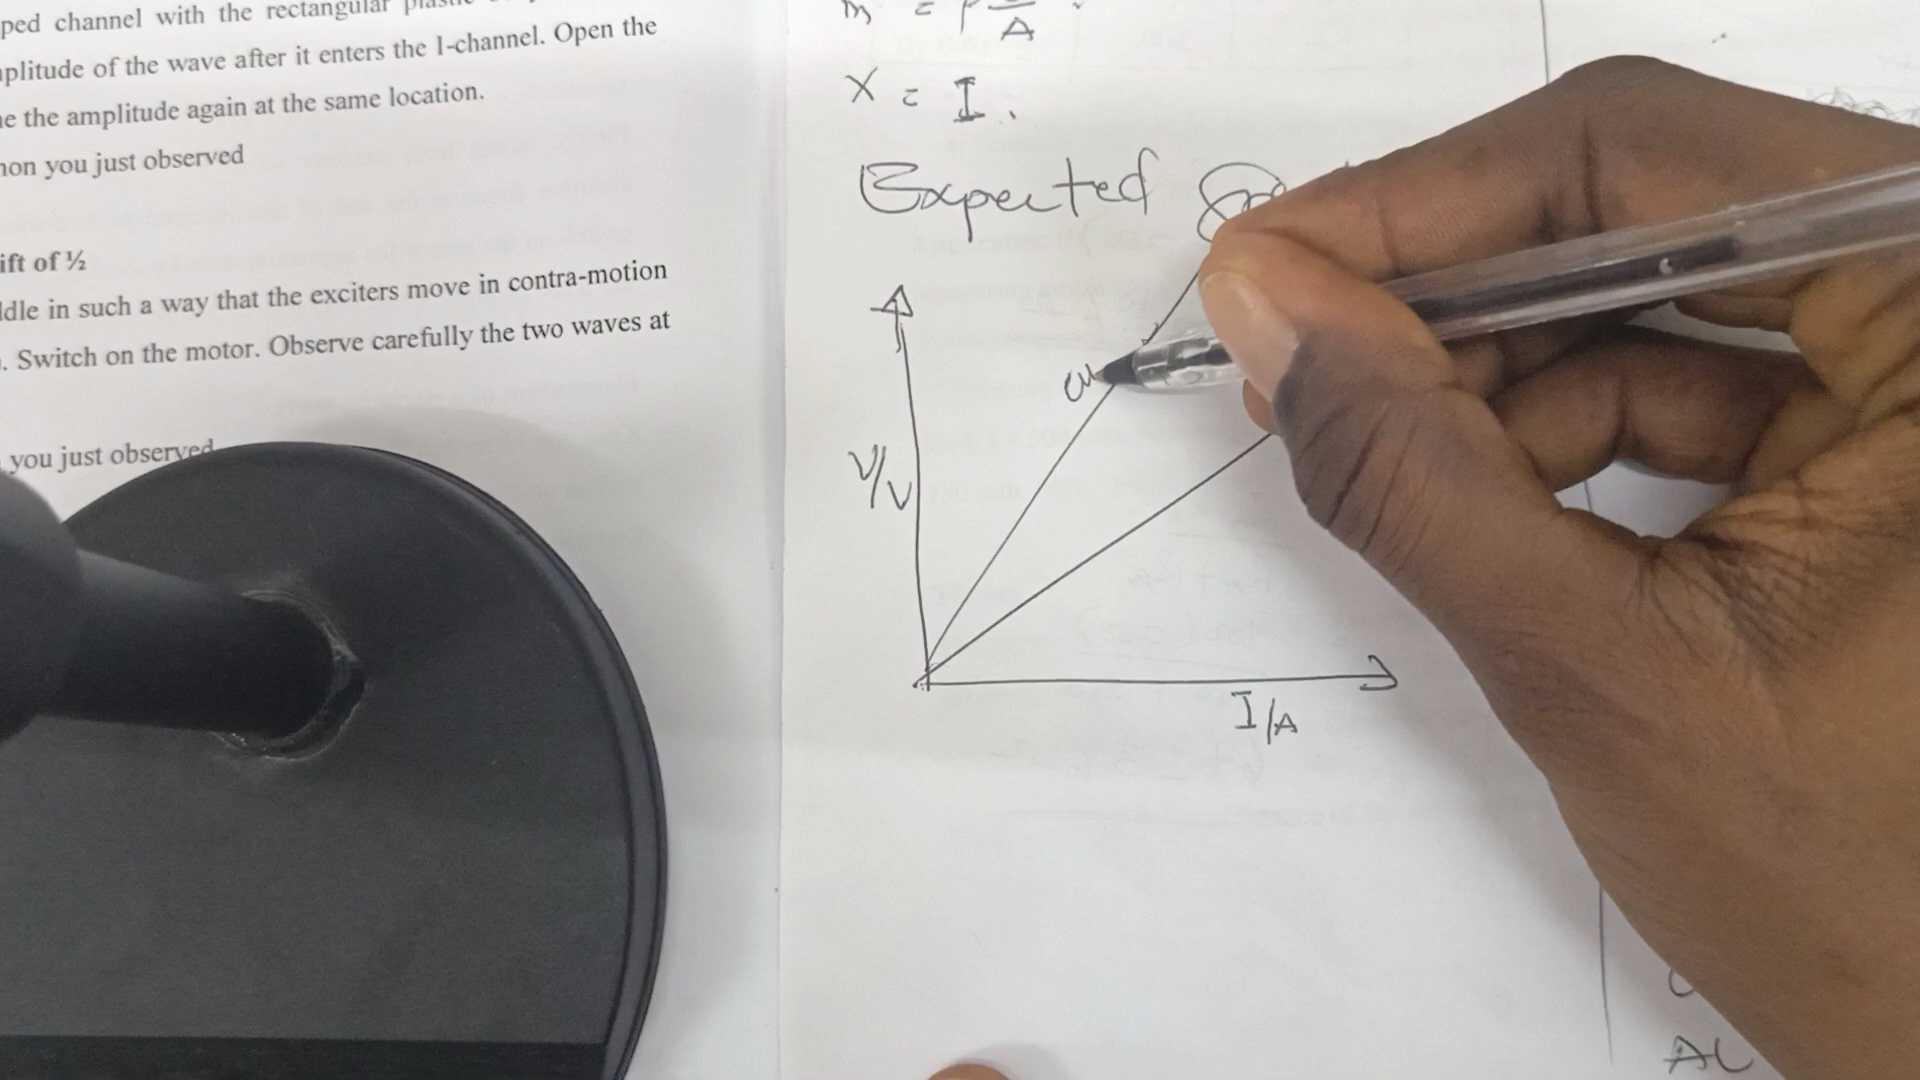 ped channel with the rectangular
plitude of the wave after it enters the I-channel. Open the
e the amplitude again at the same location.
non you just observed
ift of ½
dle in such a way that the exciters move in contra-motion
. Switch on the motor. Observe carefully the two waves at
you just observed
m = ρ
A
X = I.
Expected
Cu
V/V
I/A